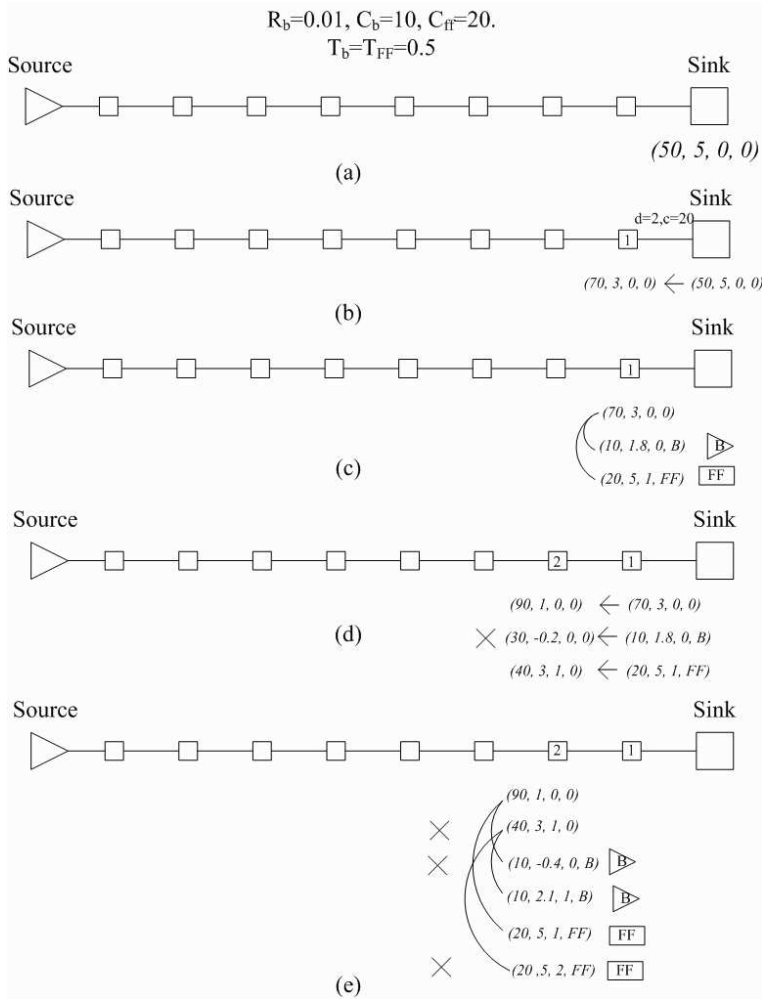 R_b=0.01, C_b=10, C_ff=20.
T_b=T_FF=0.5
Source Sink
(50, 5, 0, 0)
(a)
Source Sink
d=2,c=20
1
(70, 3, 0, 0) ← (50, 5, 0, 0)
(b)
Source Sink
1
(70, 3, 0, 0)
(10, 1.8, 0, B) B
(20, 5, 1, FF) FF
(c)
Source Sink
2 1
(90, 1, 0, 0) ← (70, 3, 0, 0)
(30, -0.2, 0, 0) ← (10, 1.8, 0, B)
(40, 3, 1, 0) ← (20, 5, 1, FF)
(d)
Source Sink
2 1
(90, 1, 0, 0)
(40, 3, 1, 0)
(10, -0.4, 0, B) B
(10, 2.1, 1, B) B
(20, 5, 1, FF) FF
(20 ,5, 2, FF) FF
(e)